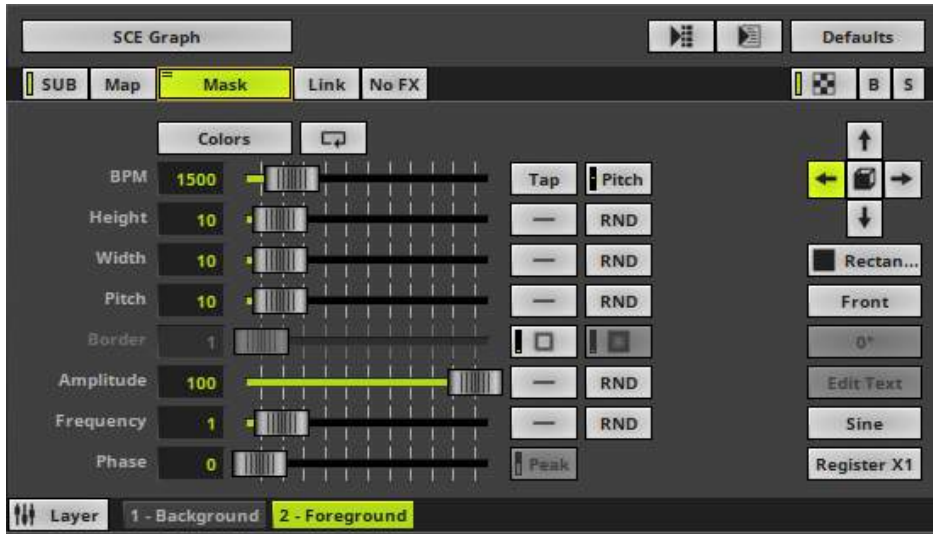 SCE Graph Defaults
SUB Map Mask Link No FX B S
Colors
BPM 1500 Tap Pitch
Height 10 RND
Width 10 RND Rectan...
Pitch 10 RND Front
Border 1 0°
Amplitude 100 RND Edit Text
Frequency 1 RND Sine
Phase 0 Peak Register X1
Layer 1 - Background 2 - Foreground